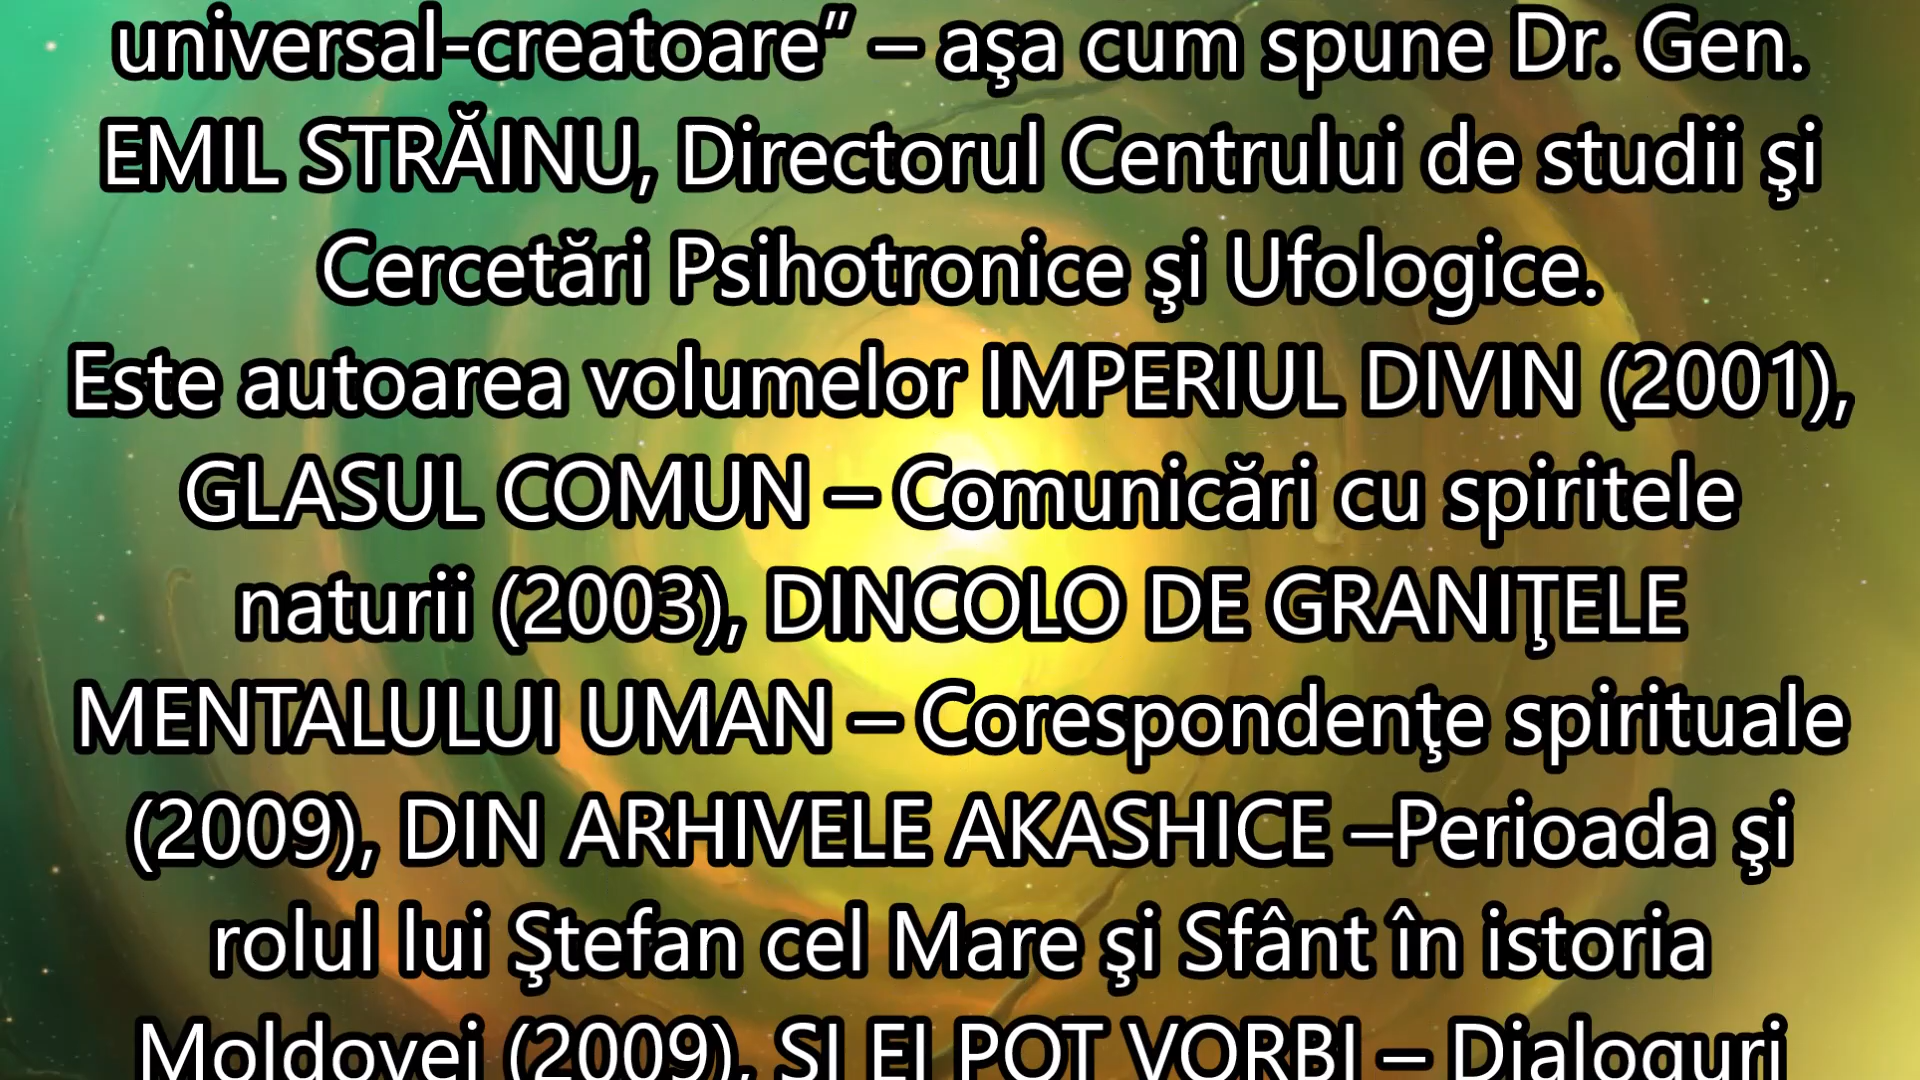 universal-creatoare” – aşa cum spune Dr. Gen.
EMIL STRĂINU, Directorul Centrului de studii şi
Cercetări Psihotronice şi Ufologice.
Este autoarea volumelor IMPERIUL DIVIN (2001),
GLASUL COMUN – Comunicări cu spiritele
naturii (2003), DINCOLO DE GRANIŢELE
MENTALULUI UMAN – Corespondenţe spirituale
(2009), DIN ARHIVELE AKASHICE –Perioada şi
rolul lui Ştefan cel Mare şi Sfânt în istoria
Moldovei (2009), SI EI POT VORBI – Dialoguri